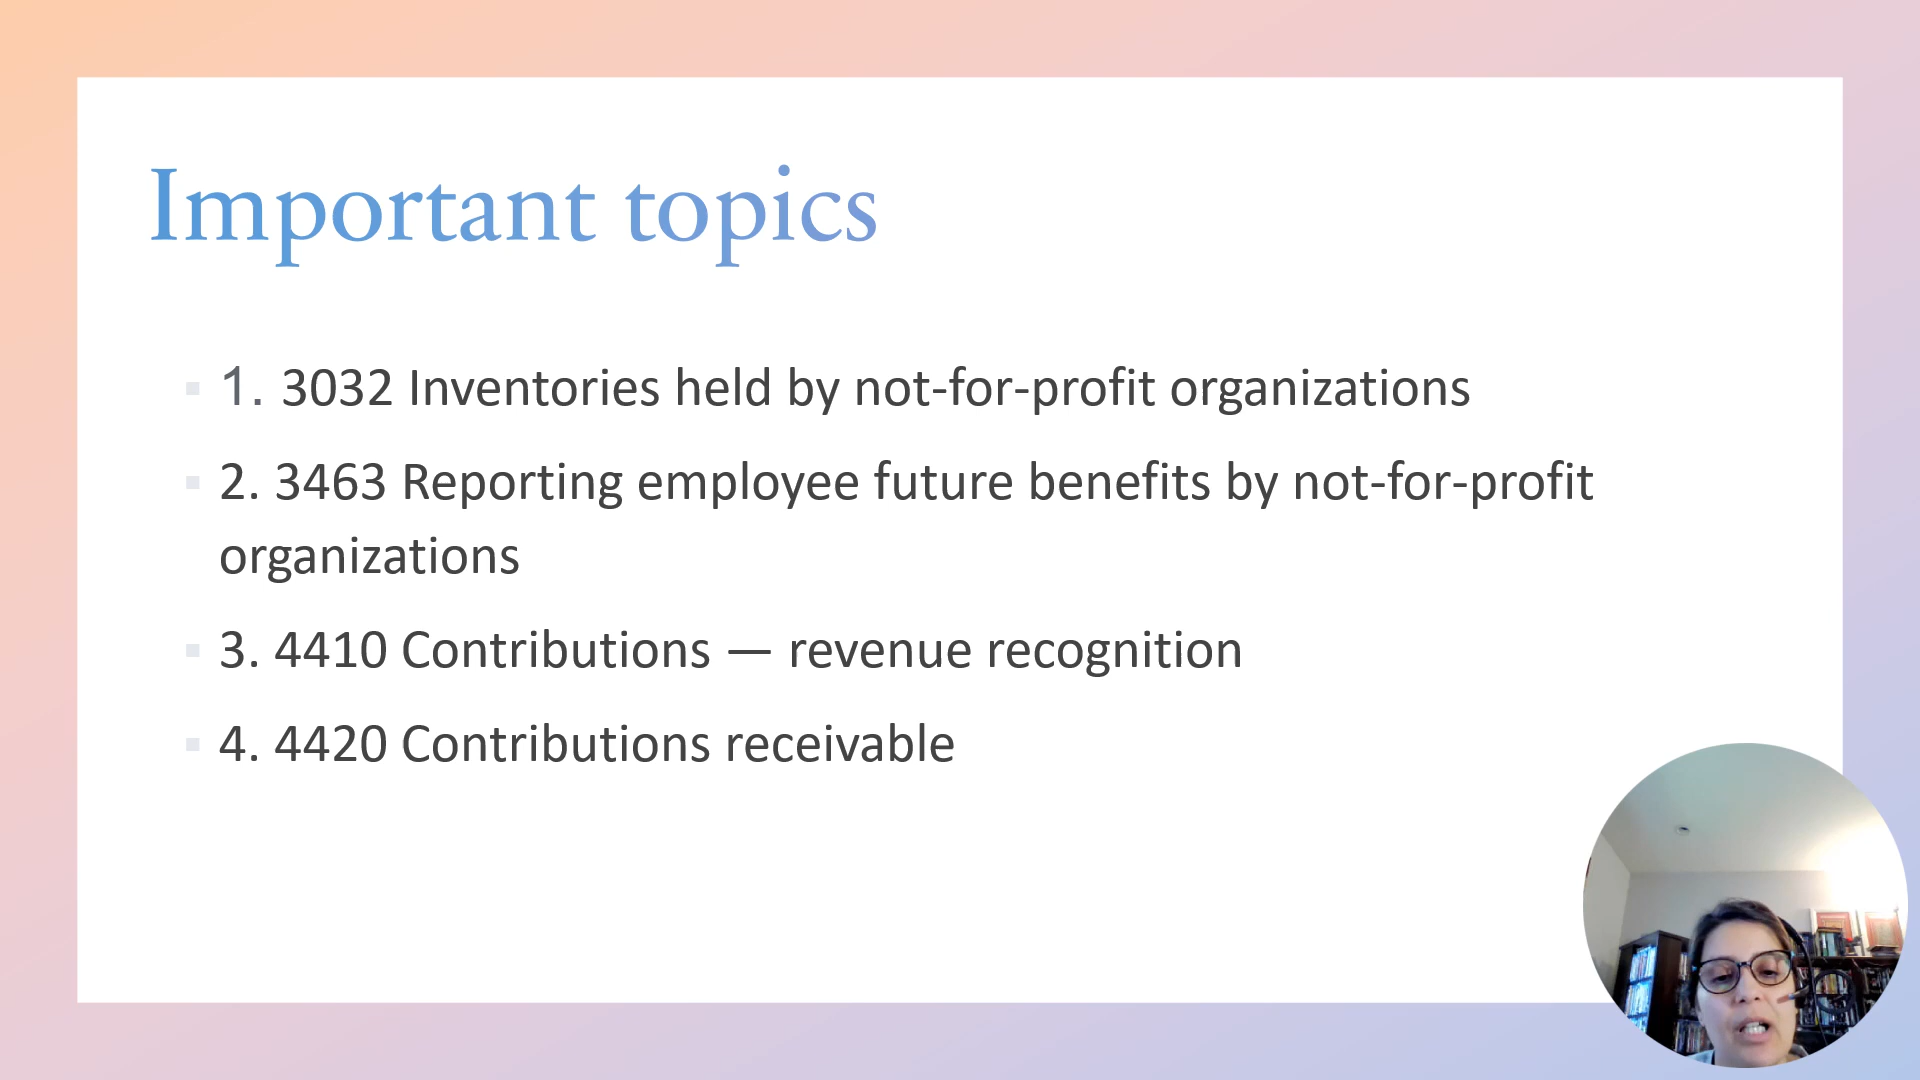 Important topics
1. 3032 Inventories held by not-for-profit organizations
2. 3463 Reporting employee future benefits by not-for-profit
organizations
3. 4410 Contributions — revenue recognition
4. 4420 Contributions receivable